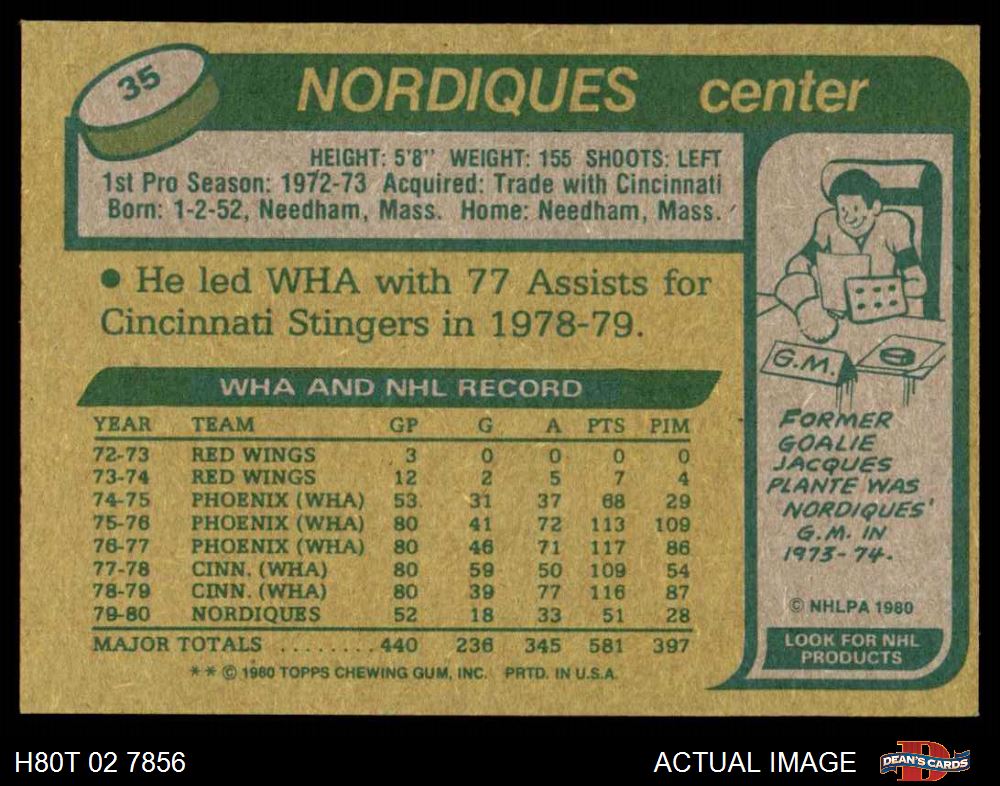 35
NORDIQUES center
HEIGHT: 5'8" WEIGHT: 155 SHOOTS: LEFT
1st Pro Season: 1972-73 Acquired: Trade with Cincinnati
Born: 1-2-52, Needham, Mass. Home: Needham, Mass.
● He led WHA with 77 Assists for
Cincinnati Stingers in 1978-79.
WHA AND NHL RECORD
YEAR TEAM GP G A PTS PIM
72-73 RED WINGS 3 0 0 0 0
73-74 RED WINGS 12 2 5 7 4
74-75 PHOENIX (WHA) 53 31 37 68 29
75-76 PHOENIX (WHA) 80 41 72 113 109
76-77 PHOENIX (WHA) 80 46 71 117 86
77-78 CINN. (WHA) 80 59 50 109 54
78-79 CINN. (WHA) 80 39 77 116 87
79-80 NORDIQUES 52 18 33 51 28
MAJOR TOTALS ........ 440 236 345 581 397
** © 1980 TOPPS CHEWING GUM, INC. PRTD. IN U.S.A.
G.M.
FORMER
GOALIE
JACQUES
PLANTE WAS
NORDIQUES'
G.M. IN
1973-74.
© NHLPA 1980
LOOK FOR NHL
PRODUCTS
H80T 02 7856
ACTUAL IMAGE
D
DEAN'S CARDS